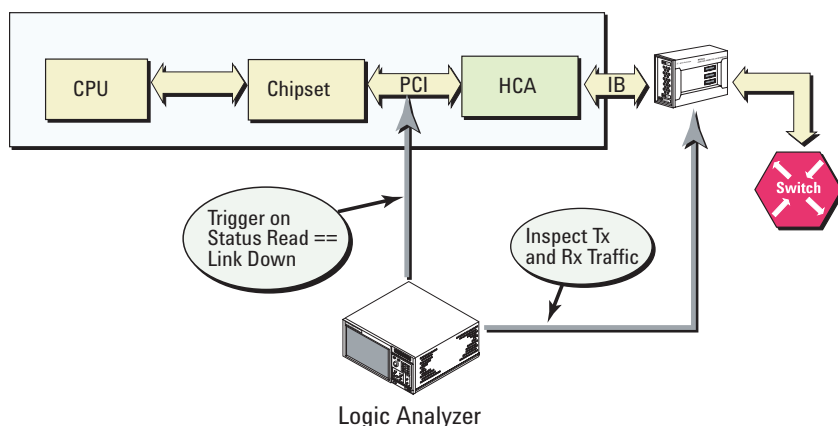 CPU
Chipset
PCI
HCA
IB
Switch
Trigger on
Status Read ==
Link Down
Inspect Tx
and Rx Traffic
Logic Analyzer